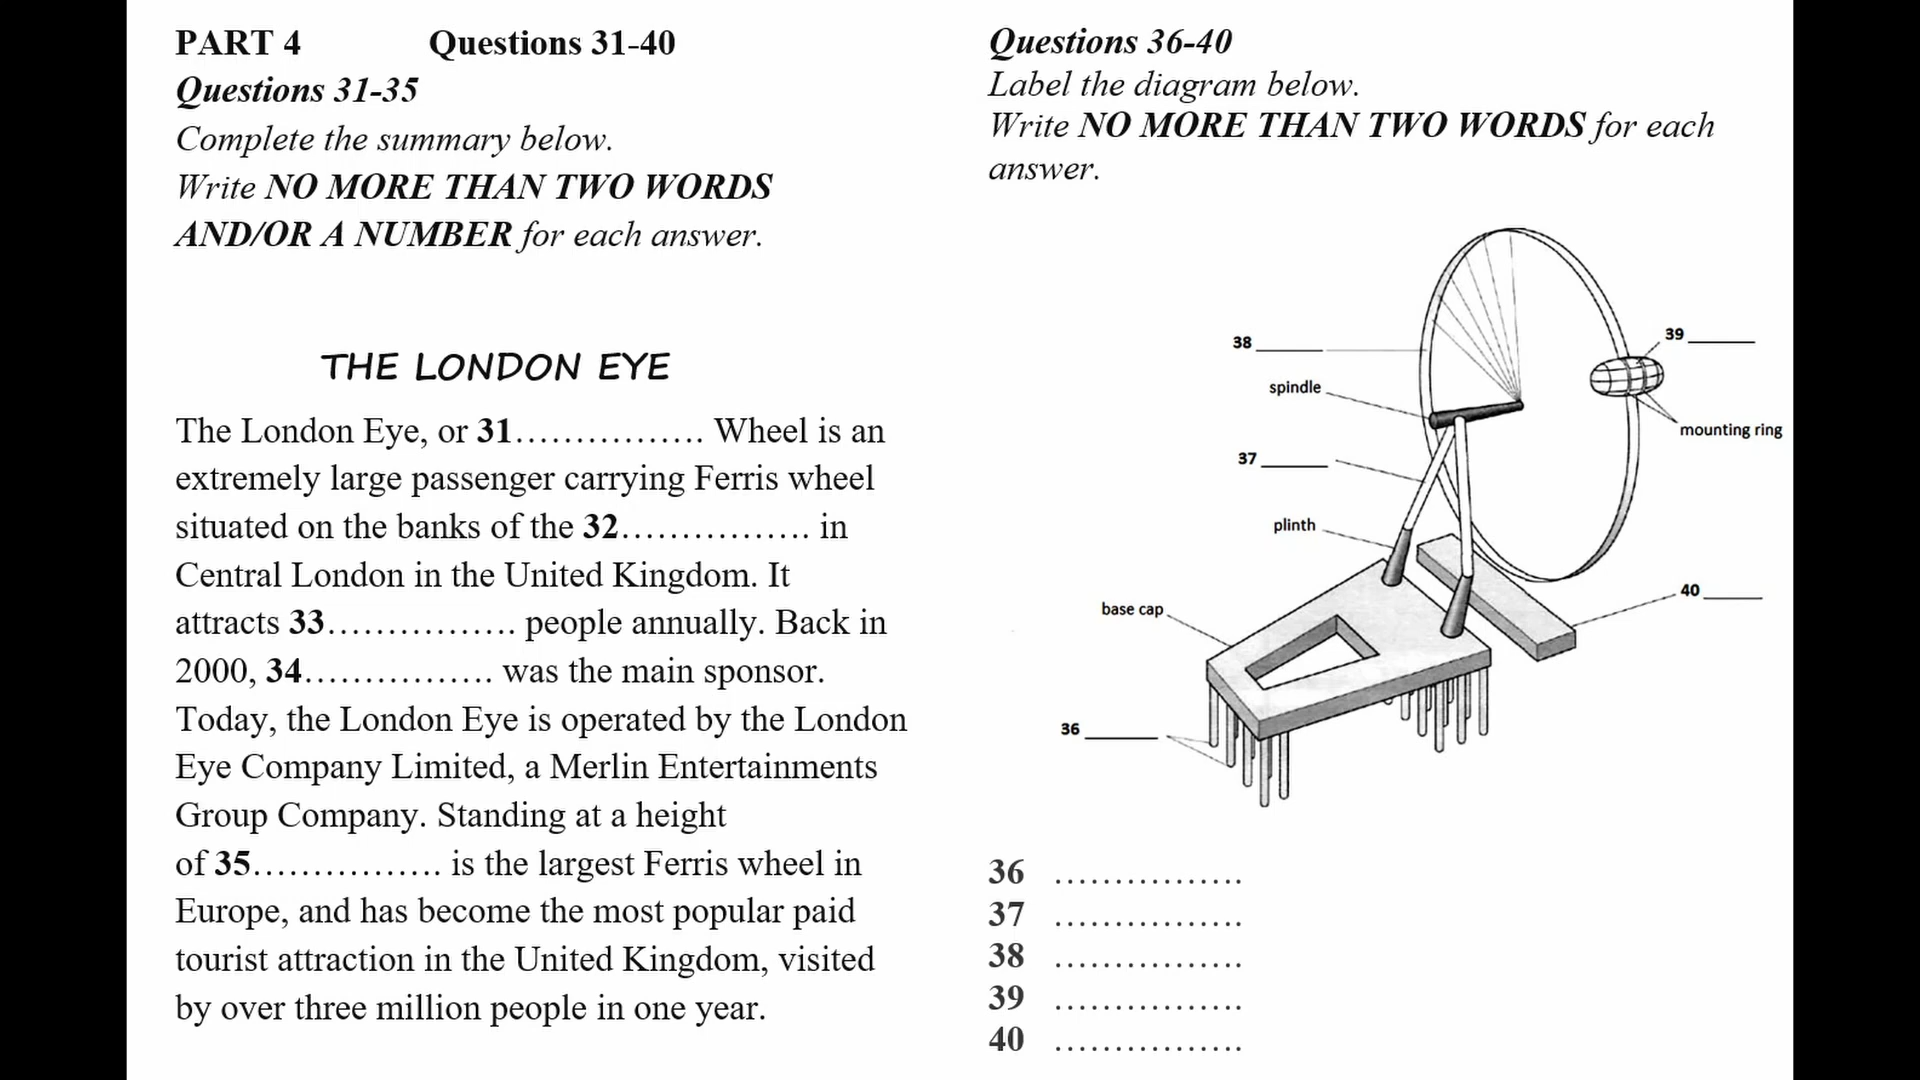 PART 4 Questions 31-40
Questions 31-35
Complete the summary below.
Write NO MORE THAN TWO WORDS
AND/OR A NUMBER for each answer.
THE LONDON EYE
The London Eye, or 31................ Wheel is an
extremely large passenger carrying Ferris wheel
situated on the banks of the 32................ in
Central London in the United Kingdom. It
attracts 33................ people annually. Back in
2000, 34................ was the main sponsor.
Today, the London Eye is operated by the London
Eye Company Limited, a Merlin Entertainments
Group Company. Standing at a height
of 35................ is the largest Ferris wheel in
Europe, and has become the most popular paid
tourist attraction in the United Kingdom, visited
by over three million people in one year.
Questions 36-40
Label the diagram below.
Write NO MORE THAN TWO WORDS for each
answer.
38 ______
39 ______
spindle
mounting ring
37 ______
plinth
40 ______
base cap
36 ______
36 ................
37 ................
38 ................
39 ................
40 ................